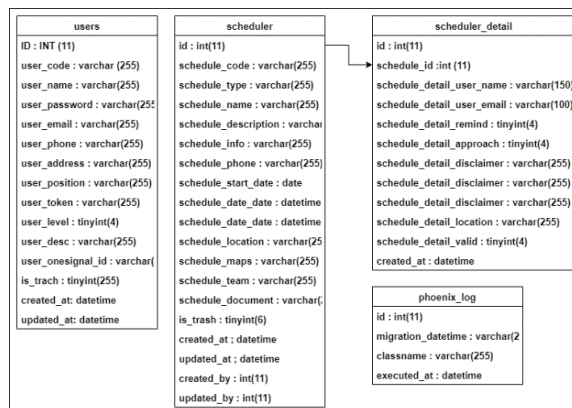 users
ID : INT (11)
user_code : varchar (255)
user_name : varchar(255)
user_password : varchar(255
user_email : varchar(255)
user_phone : varchar(255)
user_address : varchar(255)
user_position : varchar(255)
user_token : varchar(255)
user_level : tinyint(4)
user_desc : varchar(255)
user_onesignal_id : varchar(
is_trach : tinyint(255)
created_at: datetime
updated_at: datetime
scheduler
id : int(11)
schedule_code : varchar(255)
schedule_type : varchar(255)
schedule_name : varchar(255)
schedule_description : varchar
schedule_info : varchar(255)
schedule_phone : varchar(255)
schedule_start_date : date
schedule_date_date : datetime
schedule_date_date : datetime
schedule_location : varchar(25
schedule_maps : varchar(255)
schedule_team : varchar(255)
schedule_document : varchar(2
is_trash : tinyint(6)
created_at ; datetime
updated_at ; datetime
created_by : int(11)
updated_by : int(11)
scheduler_detail
id : int(11)
schedule_id :int (11)
schedule_detail_user_name : varchar(150)
schedule_detail_user_email : varchar(100)
schedule_detail_remind : tinyint(4)
schedule_detail_approach : tinyint(4)
schedule_detail_disclaimer : varchar(255)
schedule_detail_disclaimer : varchar(255)
schedule_detail_disclaimer : varchar(255)
schedule_detail_location : varchar(255)
schedule_detail_valid : tinyint(4)
created_at : datetime
phoenix_log
id : int(11)
migration_datetime : varchar(2
classname : varchar(255)
executed_at : datetime